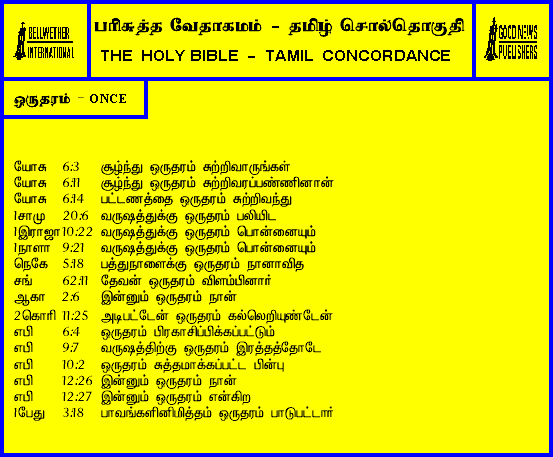 BELLWETHER
INTERNATIONAL
பரிசுத்த வேதாகமம் - தமிழ் சொல்தொகுதி
THE HOLY BIBLE - TAMIL CONCORDANCE
GOOD NEWS
PUBLISHERS
ஒருதரம் - ONCE
யோசு 6:3 சூழ்ந்து ஒருதரம் சுற்றிவாருங்கள்
யோசு 6:11 சூழ்ந்து ஒருதரம் சுற்றிவரப்பண்ணினான்
யோசு 6:14 பட்டணத்தை ஒருதரம் சுற்றிவந்து
1சாமு 20:6 வருஷத்துக்கு ஒருதரம் பலியிட
1இராஜா 10:22 வருஷத்துக்கு ஒருதரம் பொன்னையும்
1நாளா 9:21 வருஷத்துக்கு ஒருதரம் பொன்னையும்
நெகே 5:18 பத்துநாளைக்கு ஒருதரம் நானாவித
சங் 62:11 தேவன் ஒருதரம் விளம்பினார்
ஆகா 2:6 இன்னும் ஒருதரம் நான்
2கொரி 11:25 அடிபட்டேன் ஒருதரம் கல்லெறியுண்டேன்
எபி 6:4 ஒருதரம் பிரகாசிப்பிக்கப்பட்டும்
எபி 9:7 வருஷத்திற்கு ஒருதரம் இரத்தத்தோடே
எபி 10:2 ஒருதரம் சுத்தமாக்கப்பட்ட பின்பு
எபி 12:26 இன்னும் ஒருதரம் நான்
எபி 12:27 இன்னும் ஒருதரம் என்கிற
1பேது 3:18 பாவங்களினிமித்தம் ஒருதரம் பாடுபட்டார்